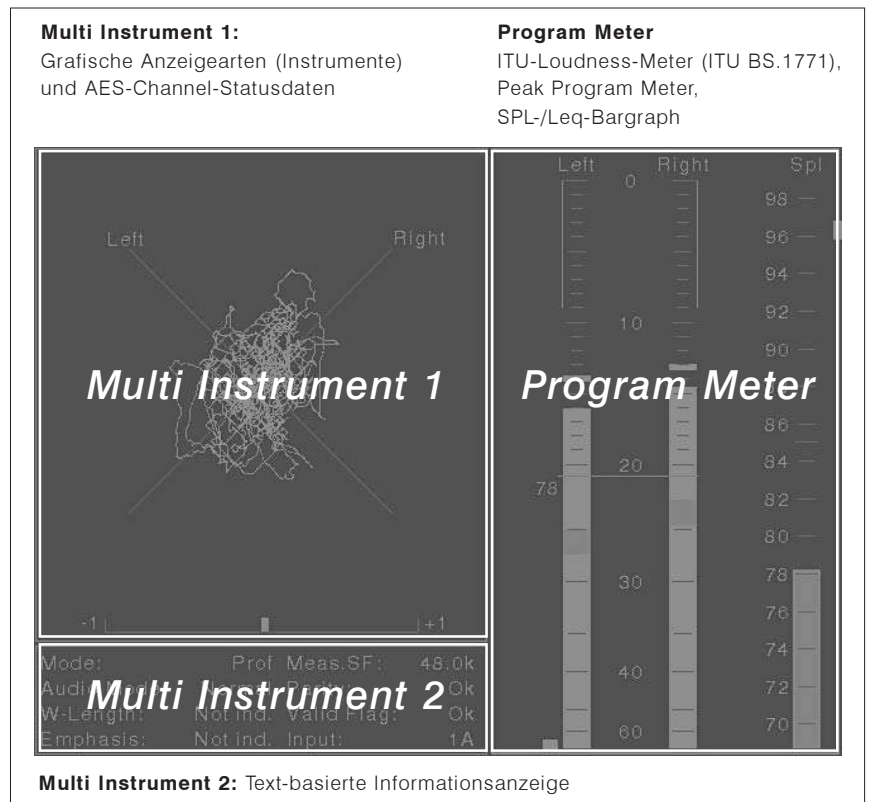 Multi Instrument 1:
Grafische Anzeigearten (Instrumente)
und AES-Channel-Statusdaten
Program Meter
ITU-Loudness-Meter (ITU BS.1771),
Peak Program Meter,
SPL-/Leq-Bargraph
Left
Right
Multi Instrument 1
-1
+1
Left
Right
Spl
0
10
20
30
40
60
78
98
96
94
92
90
86
84
82
80
78
76
74
72
70
Program Meter
Mode: Prof Meas.SF: 48.0k
Audio Mode: Normal Parity: Ok
W-Length: Not ind. Valid Flag: Ok
Emphasis: Not ind. Input: 1A
Multi Instrument 2
Multi Instrument 2: Text-basierte Informationsanzeige